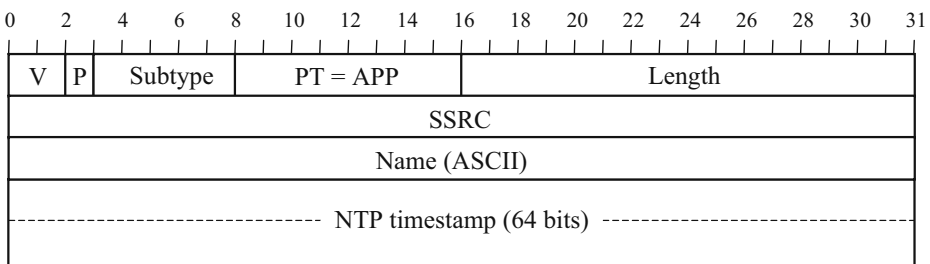 0 2 4 6 8 10 12 14 16 18 20 22 24 26 28 30 31
V P Subtype PT = APP Length
SSRC
Name (ASCII)
NTP timestamp (64 bits)